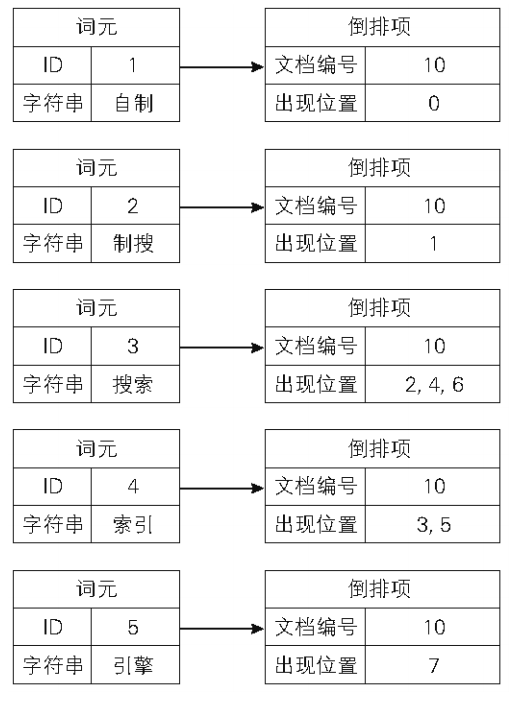 词元 倒排项
ID 1 文档编号 10
字符串 自制 出现位置 0
词元 倒排项
ID 2 文档编号 10
字符串 制搜 出现位置 1
词元 倒排项
ID 3 文档编号 10
字符串 搜索 出现位置 2, 4, 6
词元 倒排项
ID 4 文档编号 10
字符串 索引 出现位置 3, 5
词元 倒排项
ID 5 文档编号 10
字符串 引擎 出现位置 7